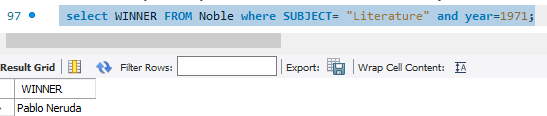 97 select WINNER FROM Noble where SUBJECT= "Literature" and year=1971;
Result Grid Filter Rows: Export: Wrap Cell Content: IA
WINNER
Pablo Neruda